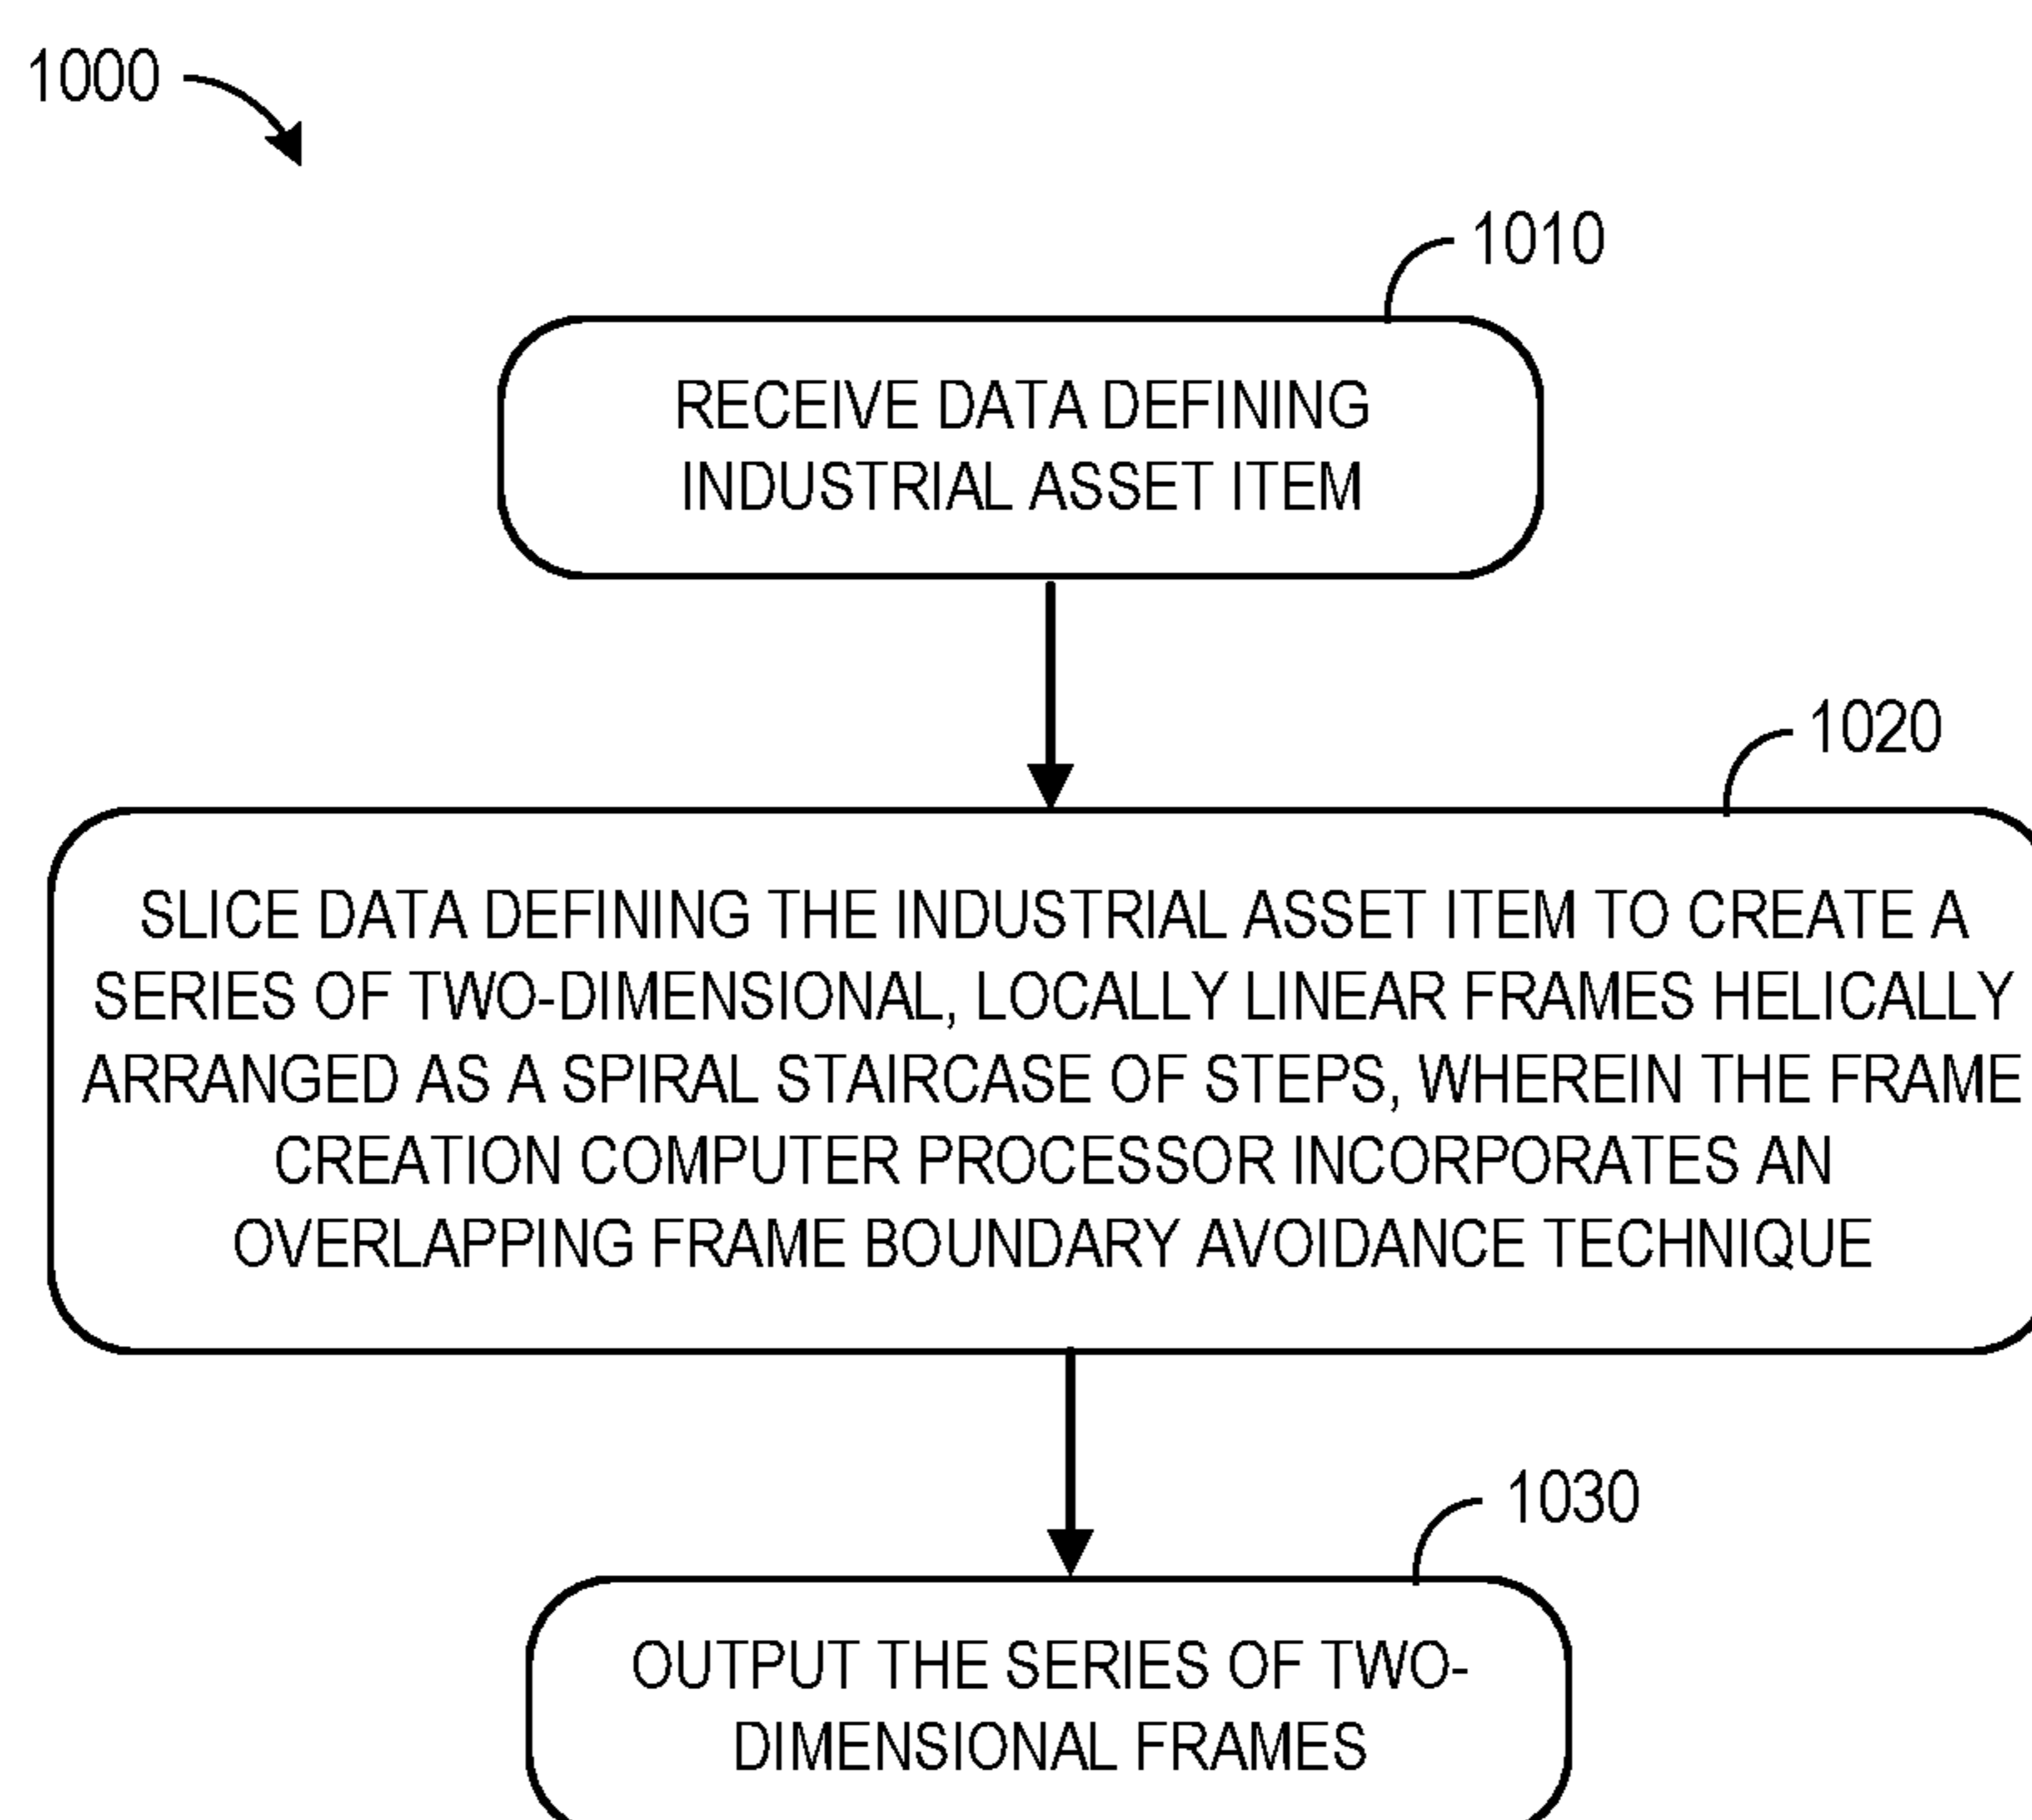 1000
1010
RECEIVE DATA DEFINING
INDUSTRIAL ASSET ITEM
1020
SLICE DATA DEFINING THE INDUSTRIAL ASSET ITEM TO CREATE A
SERIES OF TWO-DIMENSIONAL, LOCALLY LINEAR FRAMES HELICALLY
ARRANGED AS A SPIRAL STAIRCASE OF STEPS, WHEREIN THE FRAME
CREATION COMPUTER PROCESSOR INCORPORATES AN
OVERLAPPING FRAME BOUNDARY AVOIDANCE TECHNIQUE
1030
OUTPUT THE SERIES OF TWO-
DIMENSIONAL FRAMES